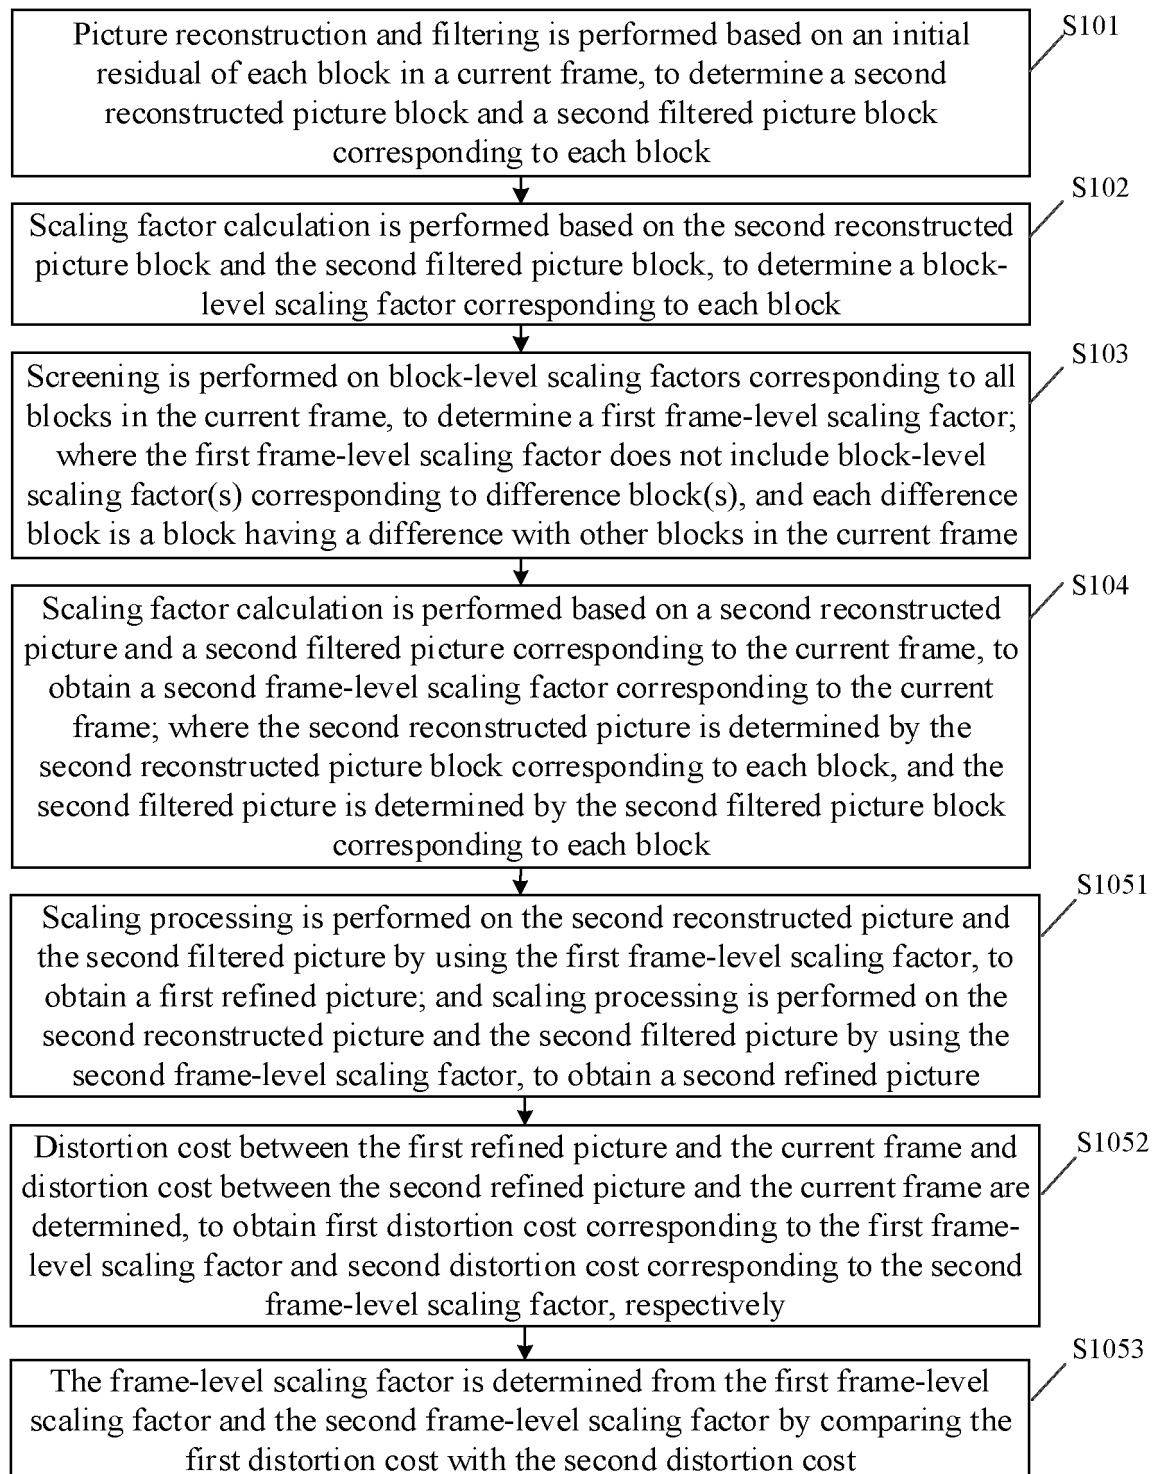 Picture reconstruction and filtering is performed based on an initial
residual of each block in a current frame, to determine a second
reconstructed picture block and a second filtered picture block
corresponding to each block
S101
Scaling factor calculation is performed based on the second reconstructed
picture block and the second filtered picture block, to determine a block-
level scaling factor corresponding to each block
S102
Screening is performed on block-level scaling factors corresponding to all
blocks in the current frame, to determine a first frame-level scaling factor;
where the first frame-level scaling factor does not include block-level
scaling factor(s) corresponding to difference block(s), and each difference
block is a block having a difference with other blocks in the current frame
S103
Scaling factor calculation is performed based on a second reconstructed
picture and a second filtered picture corresponding to the current frame, to
obtain a second frame-level scaling factor corresponding to the current
frame; where the second reconstructed picture is determined by the
second reconstructed picture block corresponding to each block, and the
second filtered picture is determined by the second filtered picture block
corresponding to each block
S104
Scaling processing is performed on the second reconstructed picture and
the second filtered picture by using the first frame-level scaling factor, to
obtain a first refined picture; and scaling processing is performed on the
second reconstructed picture and the second filtered picture by using the
second frame-level scaling factor, to obtain a second refined picture
S1051
Distortion cost between the first refined picture and the current frame and
distortion cost between the second refined picture and the current frame are
determined, to obtain first distortion cost corresponding to the first frame-
level scaling factor and second distortion cost corresponding to the second
frame-level scaling factor, respectively
S1052
The frame-level scaling factor is determined from the first frame-level
scaling factor and the second frame-level scaling factor by comparing the
first distortion cost with the second distortion cost
S1053